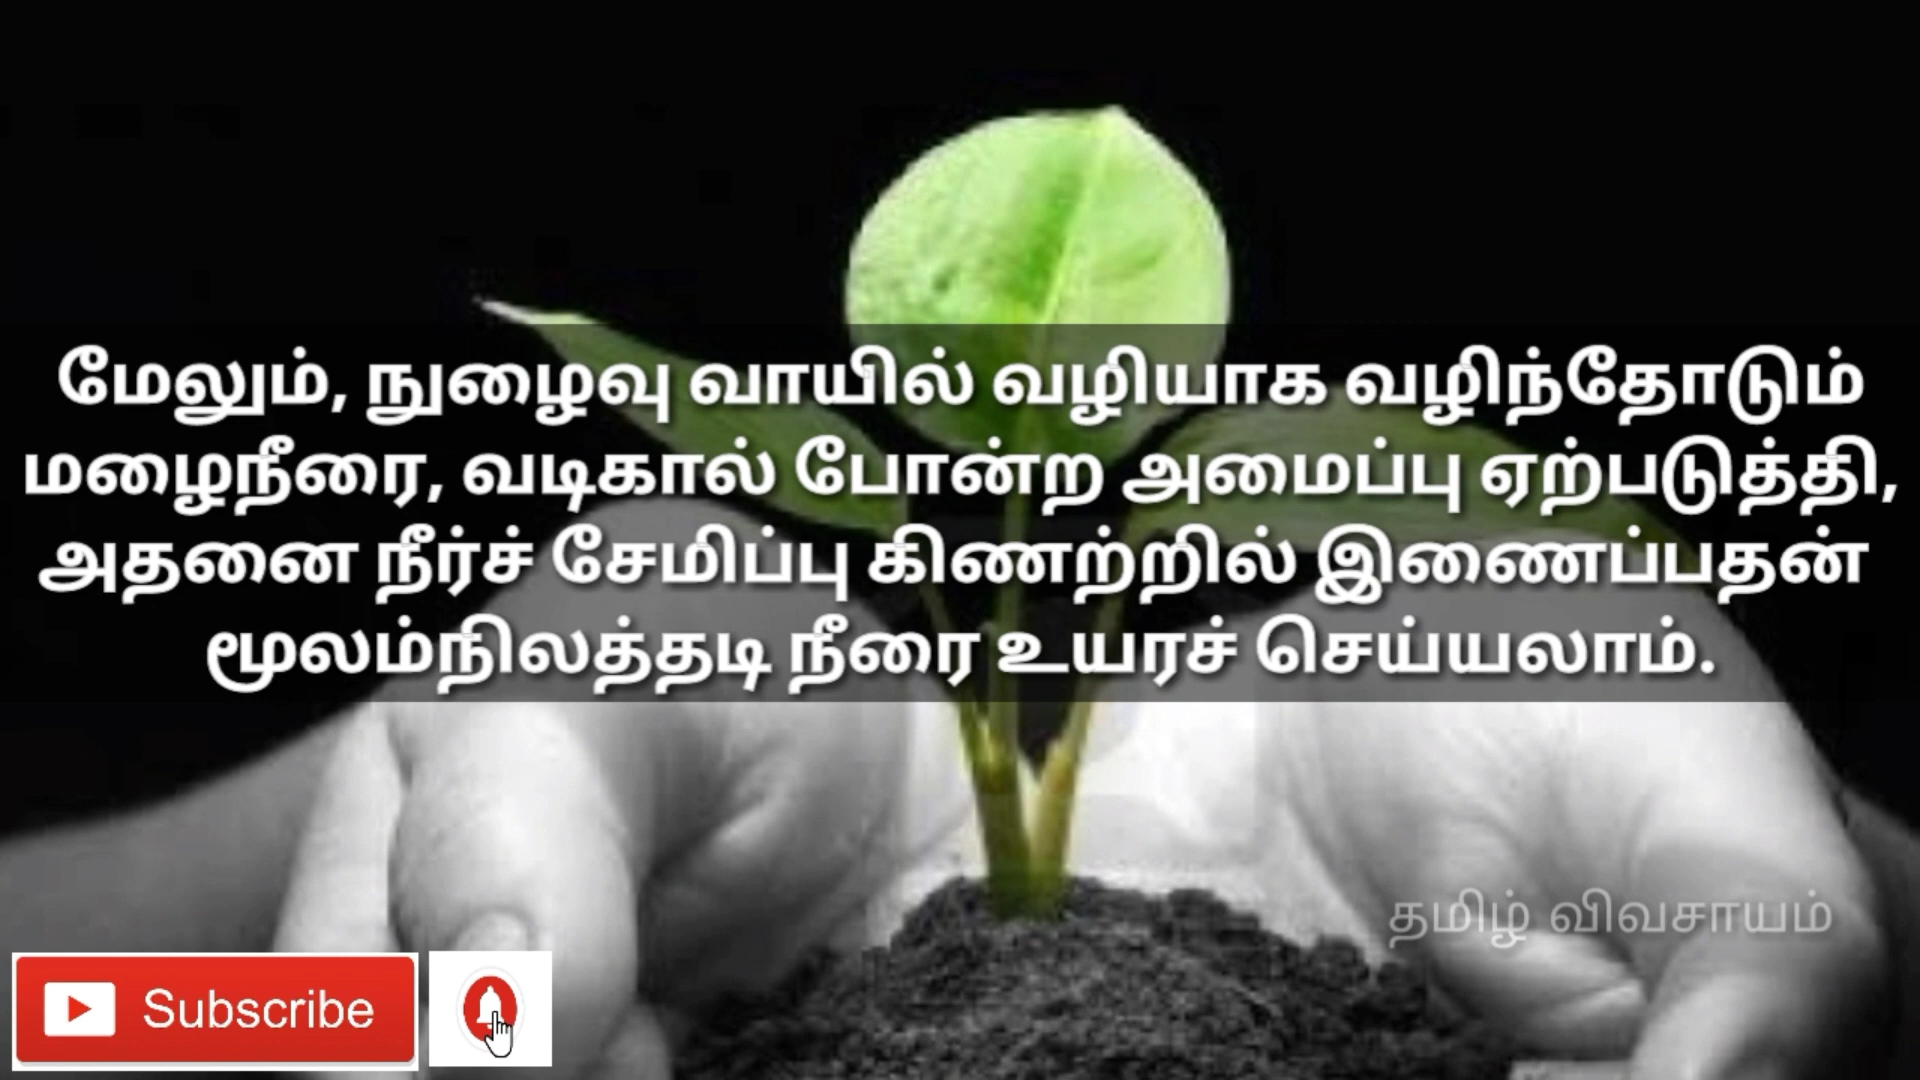 மேலும், நுழைவு வாயில் வழியாக வழிந்தோடும்
மழைநீரை, வடிகால் போன்ற அமைப்பு ஏற்படுத்தி,
அதனை நீர்ச் சேமிப்பு கிணற்றில் இணைப்பதன்
மூலம்நிலத்தடி நீரை உயரச் செய்யலாம்.
தமிழ் விவசாயம்
Subscribe